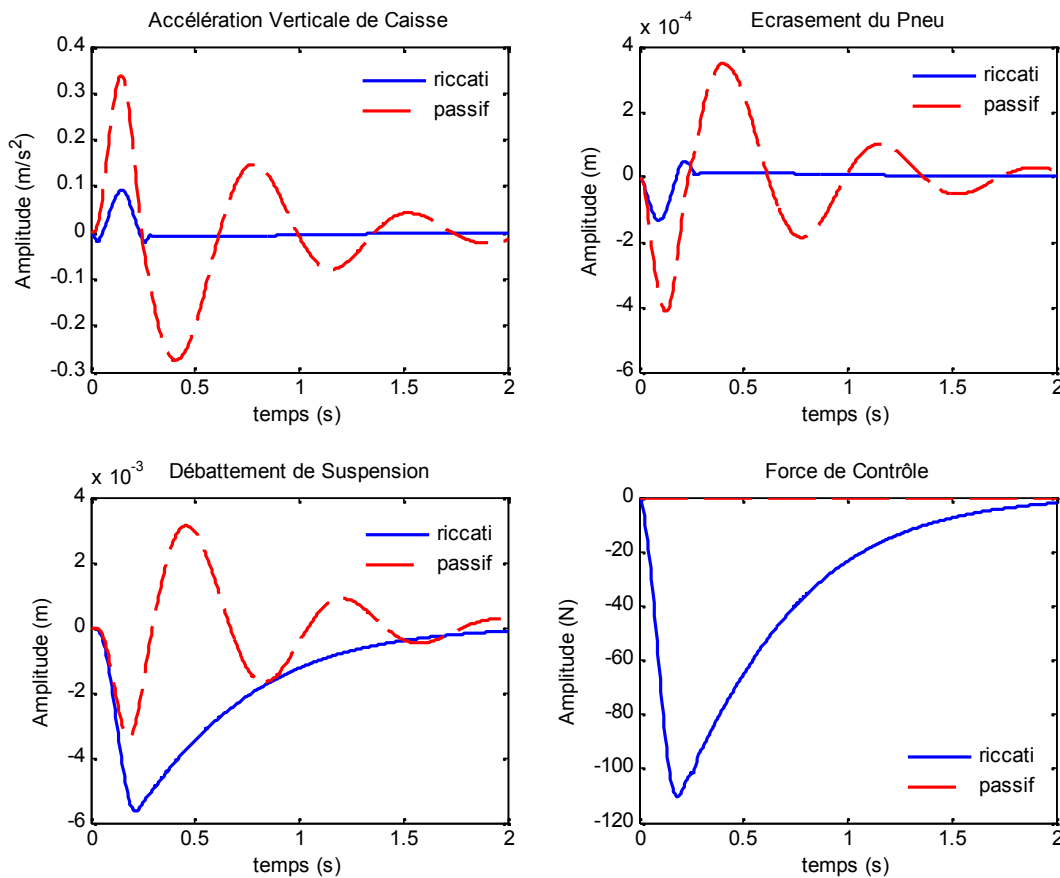 Accélération Verticale de Caisse
Amplitude (m/s²)
0.4
0.3
0.2
0.1
0
-0.1
-0.2
-0.3
0
0.5
1
1.5
2
temps (s)
riccati
passif
Ecrasement du Pneu
x 10⁻⁴
Amplitude (m)
4
2
0
-2
-4
-6
0
0.5
1
1.5
2
temps (s)
riccati
passif
Débattement de Suspension
x 10⁻³
Amplitude (m)
4
2
0
-2
-4
-6
0
0.5
1
1.5
2
temps (s)
riccati
passif
Force de Contrôle
Amplitude (N)
0
-20
-40
-60
-80
-100
-120
0
0.5
1
1.5
2
temps (s)
riccati
passif